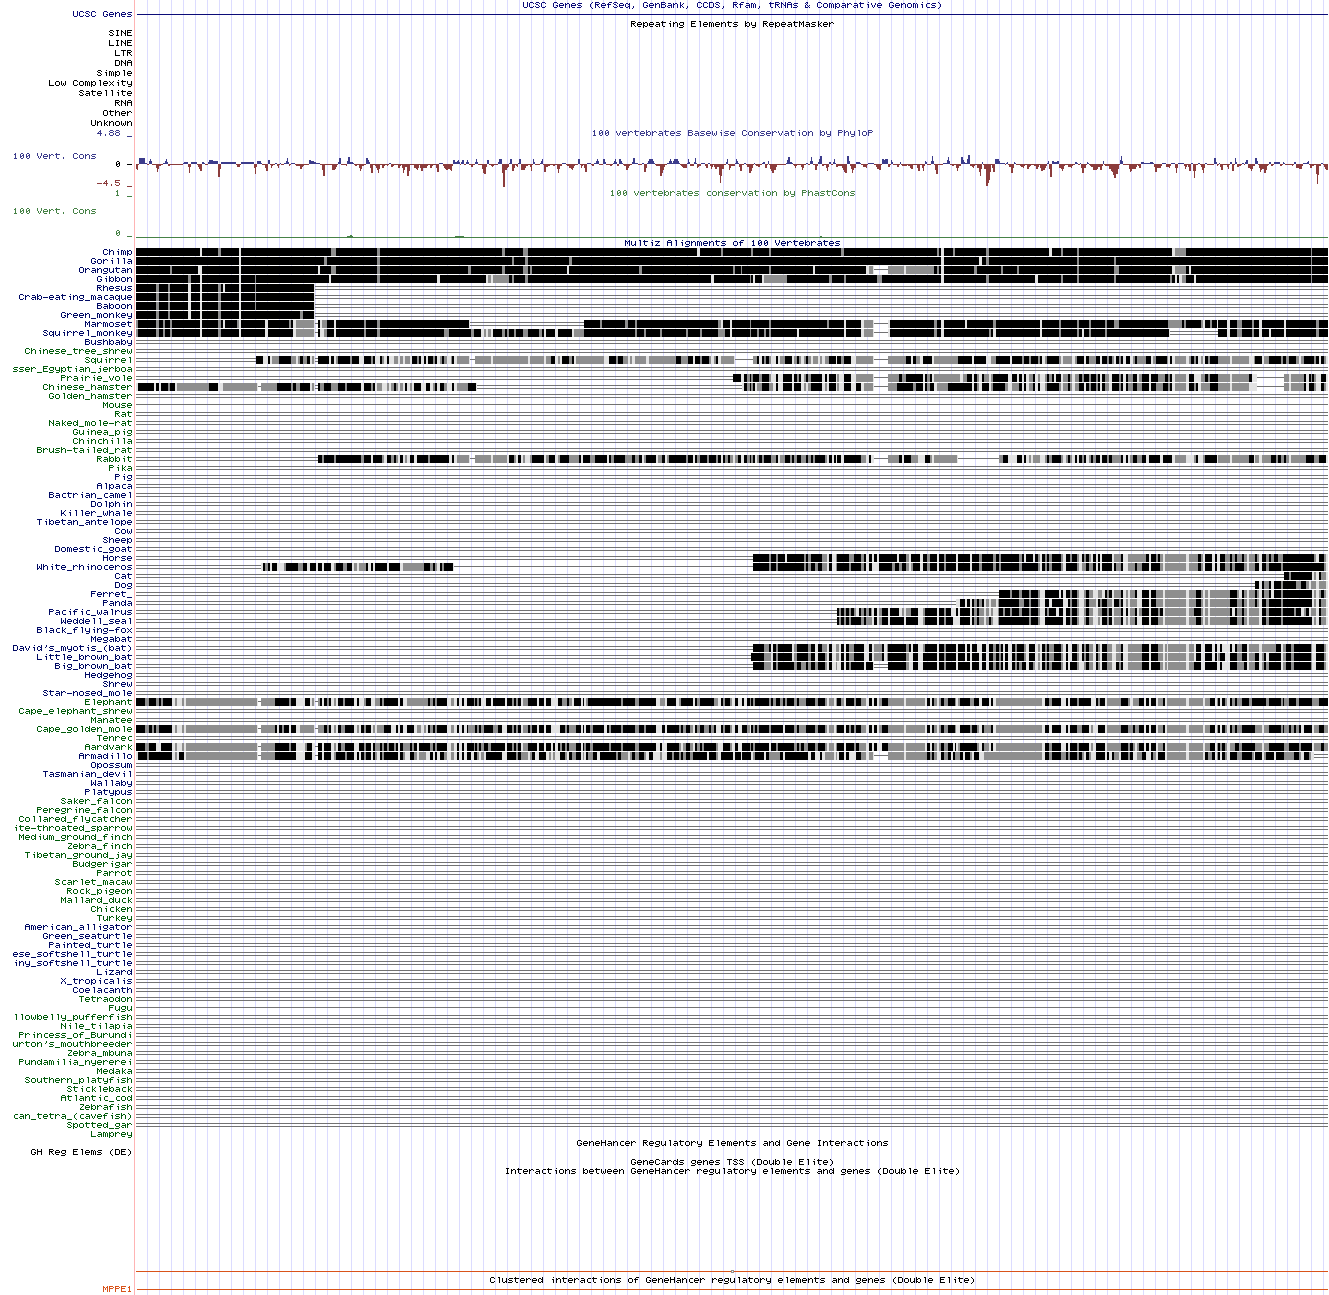 UCSC Genes (RefSeq, GenBank, CCDS, Rfam, tRNAs & Comparative Genomics)
UCSC Genes
Repeating Elements by RepeatMasker
SINE
LINE
LTR
DNA
Simple
Low Complexity
Satellite
RNA
Other
Unknown
4.88 _
100 vertebrates Basewise Conservation by PhyloP
100 Vert. Cons
0 _
-4.5 _
1 _
100 vertebrates conservation by PhastCons
100 Vert. Cons
0 _
Multiz Alignments of 100 Vertebrates
Chimp
Gorilla
Orangutan
Gibbon
Rhesus
Crab-eating_macaque
Baboon
Green_monkey
Marmoset
Squirrel_monkey
Bushbaby
Chinese_tree_shrew
Squirrel
sser_Egyptian_jerboa
Prairie_vole
Chinese_hamster
Golden_hamster
Mouse
Rat
Naked_mole-rat
Guinea_pig
Chinchilla
Brush-tailed_rat
Rabbit
Pika
Pig
Alpaca
Bactrian_camel
Dolphin
Killer_whale
Tibetan_antelope
Cow
Sheep
Domestic_goat
Horse
White_rhinoceros
Cat
Dog
Ferret_
Panda
Pacific_walrus
Weddell_seal
Black_flying-fox
Megabat
David's_myotis_(bat)
Little_brown_bat
Big_brown_bat
Hedgehog
Shrew
Star-nosed_mole
Elephant
Cape_elephant_shrew
Manatee
Cape_golden_mole
Tenrec
Aardvark
Armadillo
Opossum
Tasmanian_devil
Wallaby
Platypus
Saker_falcon
Peregrine_falcon
Collared_flycatcher
ite-throated_sparrow
Medium_ground_finch
Zebra_finch
Tibetan_ground_jay
Budgerigar
Parrot
Scarlet_macaw
Rock_pigeon
Mallard_duck
Chicken
Turkey
American_alligator
Green_seaturtle
Painted_turtle
ese_softshell_turtle
iny_softshell_turtle
Lizard
X_tropicalis
Coelacanth
Tetraodon
Fugu
llowbelly_pufferfish
Nile_tilapia
Princess_of_Burundi
urton's_mouthbreeder
Zebra_mbuna
Pundamilia_nyererei
Medaka
Southern_platyfish
Stickleback
Atlantic_cod
Zebrafish
can_tetra_(cavefish)
Spotted_gar
Lamprey
GeneHancer Regulatory Elements and Gene Interactions
GH Reg Elems (DE)
GeneCards genes TSS (Double Elite)
Interactions between GeneHancer regulatory elements and genes (Double Elite)
Clustered interactions of GeneHancer regulatory elements and genes (Double Elite)
MPPE1